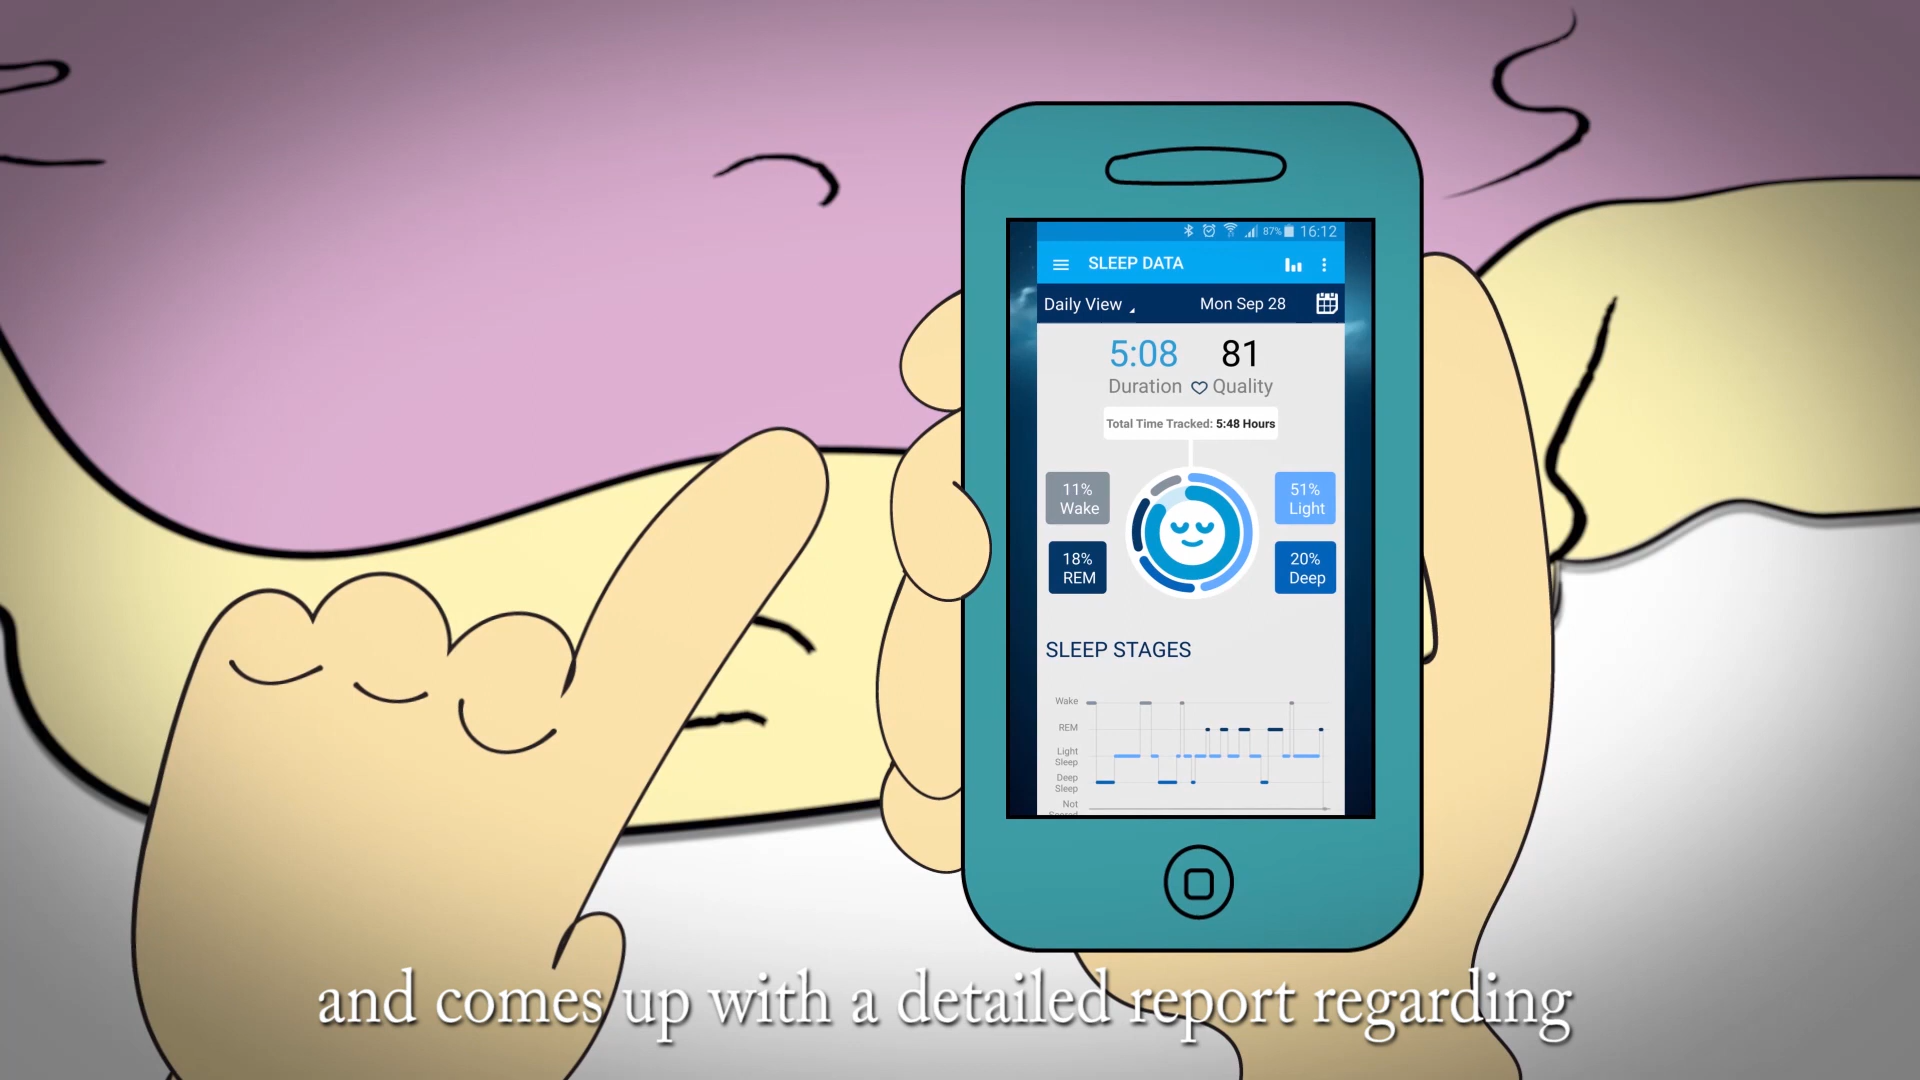 87% 16:12
SLEEP DATA
Daily View Mon Sep 28
5:08 81
Duration Quality
Total Time Tracked: 5:48 Hours
11%
Wake
51%
Light
18%
REM
20%
Deep
SLEEP STAGES
Wake
REM
Light
Sleep
Deep
Sleep
Not
and comes up with a detailed report regarding